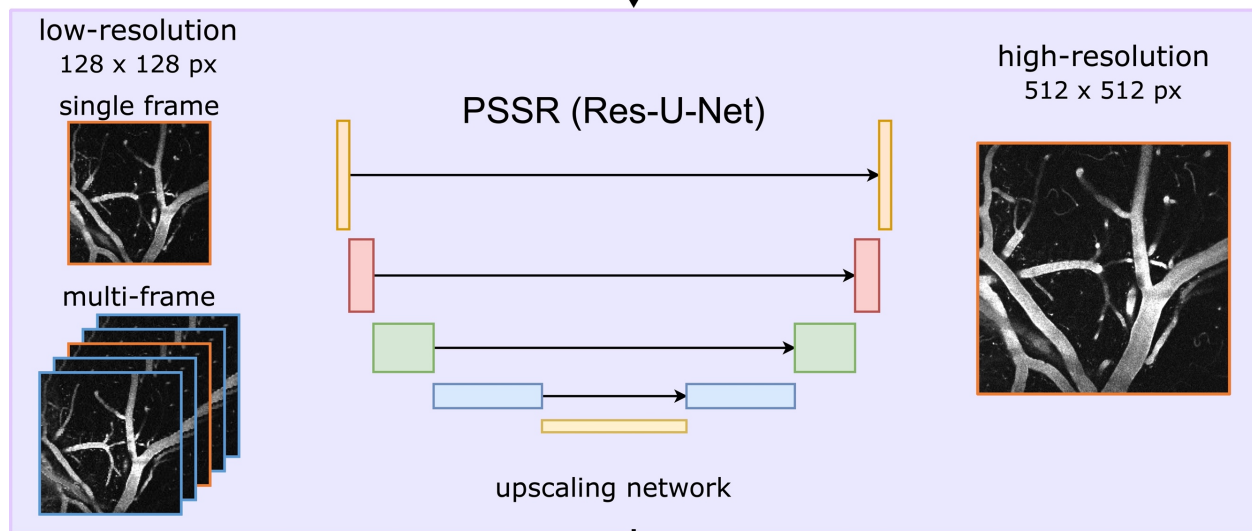 low-resolution
128 x 128 px
single frame
multi-frame
PSSR (Res-U-Net)
upscaling network
high-resolution
512 x 512 px